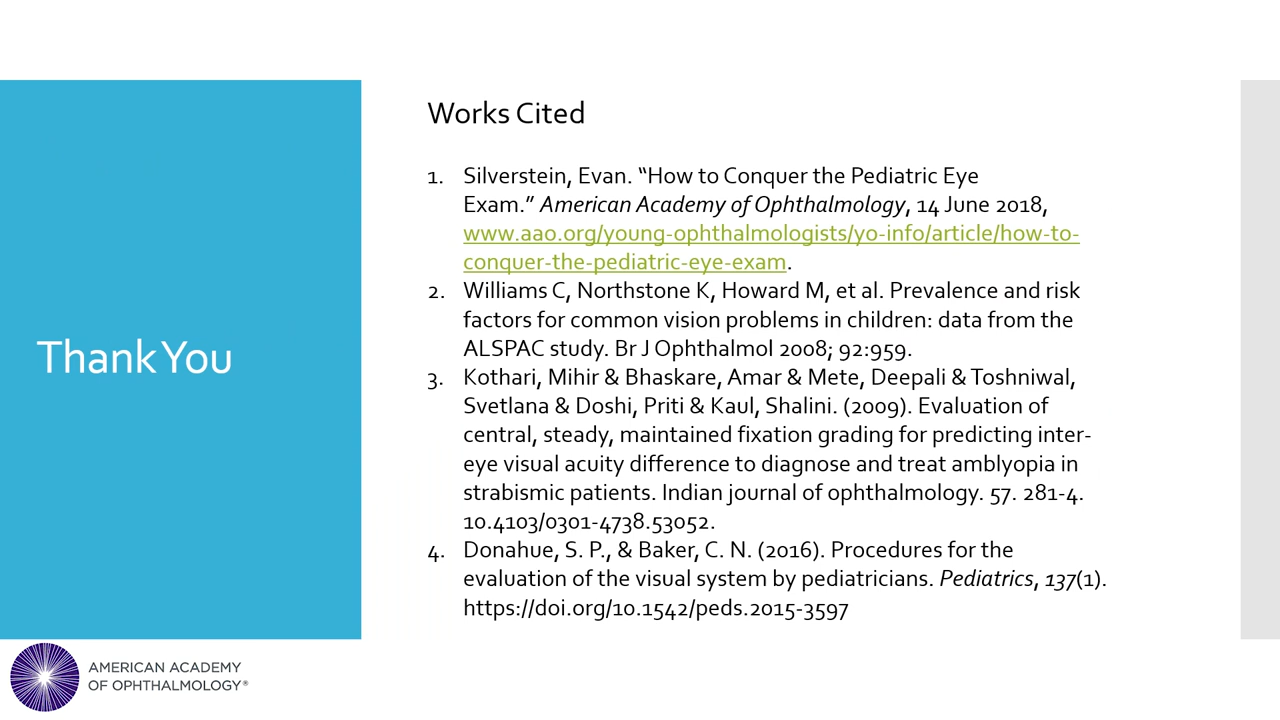 Thank You
Works Cited
1. Silverstein, Evan. “How to Conquer the Pediatric Eye
Exam.” American Academy of Ophthalmology, 14 June 2018,
www.aao.org/young-ophthalmologists/yo-info/article/how-to-
conquer-the-pediatric-eye-exam.
2. Williams C, Northstone K, Howard M, et al. Prevalence and risk
factors for common vision problems in children: data from the
ALSPAC study. Br J Ophthalmol 2008; 92:959.
3. Kothari, Mihir & Bhaskare, Amar & Mete, Deepali & Toshniwal,
Svetlana & Doshi, Priti & Kaul, Shalini. (2009). Evaluation of
central, steady, maintained fixation grading for predicting inter-
eye visual acuity difference to diagnose and treat amblyopia in
strabismic patients. Indian journal of ophthalmology. 57. 281-4.
10.4103/0301-4738.53052.
4. Donahue, S. P., & Baker, C. N. (2016). Procedures for the
evaluation of the visual system by pediatricians. Pediatrics, 137(1).
https://doi.org/10.1542/peds.2015-3597
AMERICAN ACADEMY
OF OPHTHALMOLOGY®